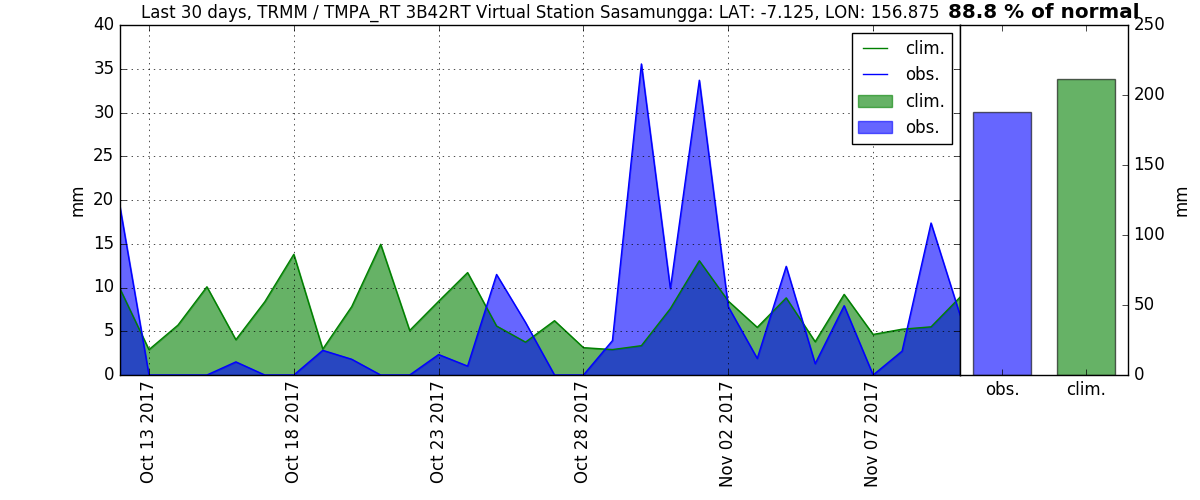 Last 30 days, TRMM / TMPA_RT 3B42RT Virtual Station Sasamungga: LAT: -7.125, LON: 156.875 88.8 % of normal
40
35
30
25
20
15
10
5
0
mm
clim.
obs.
clim.
obs.
250
200
150
100
50
0
mm
Oct 13 2017
Oct 18 2017
Oct 23 2017
Oct 28 2017
Nov 02 2017
Nov 07 2017
obs. clim.